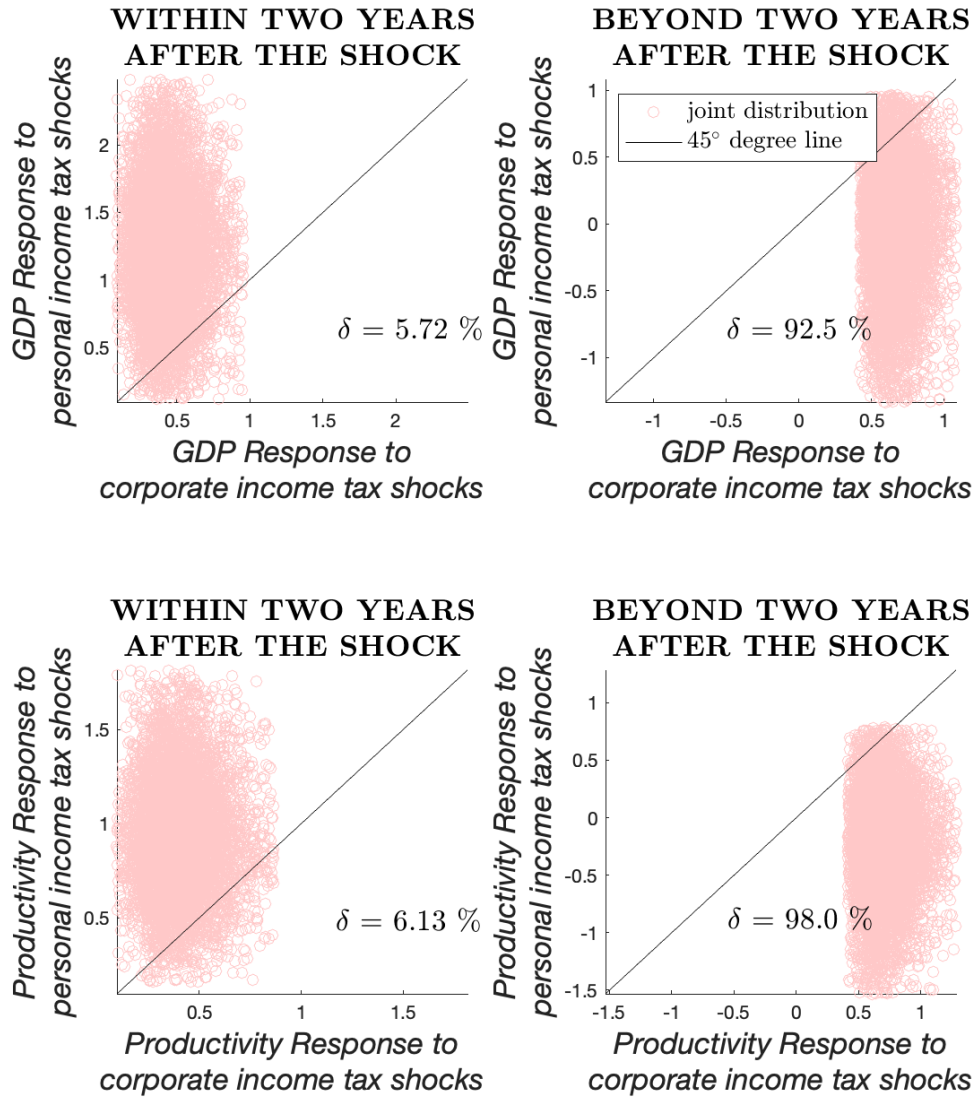 WITHIN TWO YEARS
AFTER THE SHOCK
GDP Response to
personal income tax shocks
2
1.5
1
0.5
δ = 5.72 %
0.5
1
1.5
2
GDP Response to
corporate income tax shocks
BEYOND TWO YEARS
AFTER THE SHOCK
GDP Response to
personal income tax shocks
1
0.5
0
-0.5
-1
joint distribution
45° degree line
δ = 92.5 %
-1
-0.5
0
0.5
1
GDP Response to
corporate income tax shocks
WITHIN TWO YEARS
AFTER THE SHOCK
Productivity Response to
personal income tax shocks
1.5
1
0.5
δ = 6.13 %
0.5
1
1.5
Productivity Response to
corporate income tax shocks
BEYOND TWO YEARS
AFTER THE SHOCK
Productivity Response to
personal income tax shocks
1
0.5
0
-0.5
-1
-1.5
δ = 98.0 %
-1.5
-1
-0.5
0
0.5
1
Productivity Response to
corporate income tax shocks